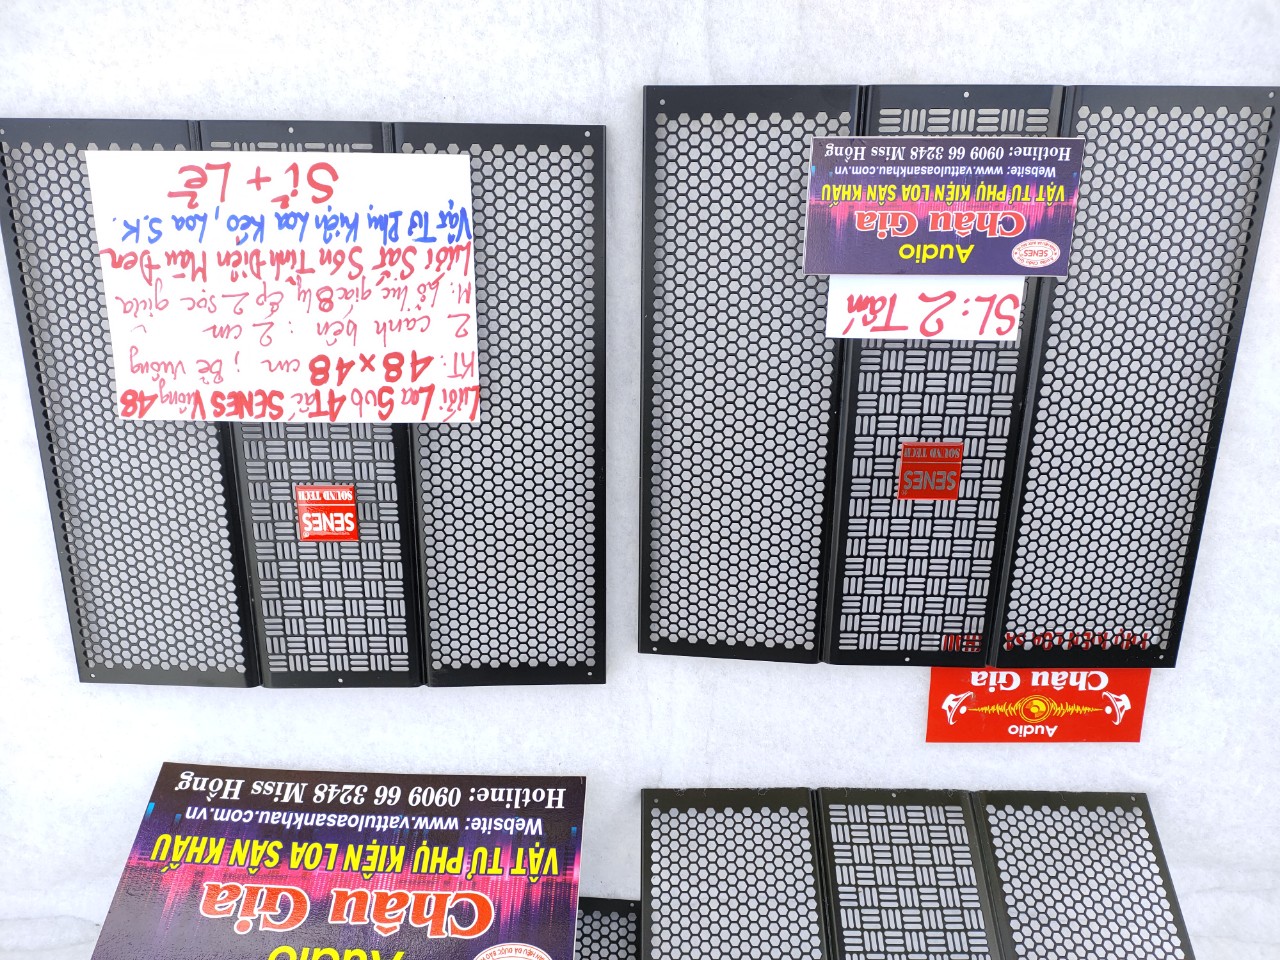 Lưới Loa Sub 4 Tấc SENES Vuông 48
KT: 48 x 48 cm ; Đề Vuông
2 cạnh bên : 2 cm
M: Lỗ lục giác 8 ly Ép 2 sọc giữa
Lưới Sắt Sơn Tĩnh Điện Màu Đen
Vật Tư Phụ Kiện Loa Kéo, Loa S.K.
Sỉ + Lẻ
SENES
SOUND TECH
SL: 2 Tấm
Audio
Châu Gia
VẬT TƯ PHỤ KIỆN LOA SÂN KHẤU
Website: www.vattuloasankhau.com.vn
Hotline: 0909 66 3248 Miss Hồng
SENES
SENES
SOUND TECH
Audio
Châu Gia
Audio
Châu Gia
VẬT TƯ PHỤ KIỆN LOA SÂN KHẤU
Website: www.vattuloasankhau.com.vn
Hotline: 0909 66 3248 Miss Hồng